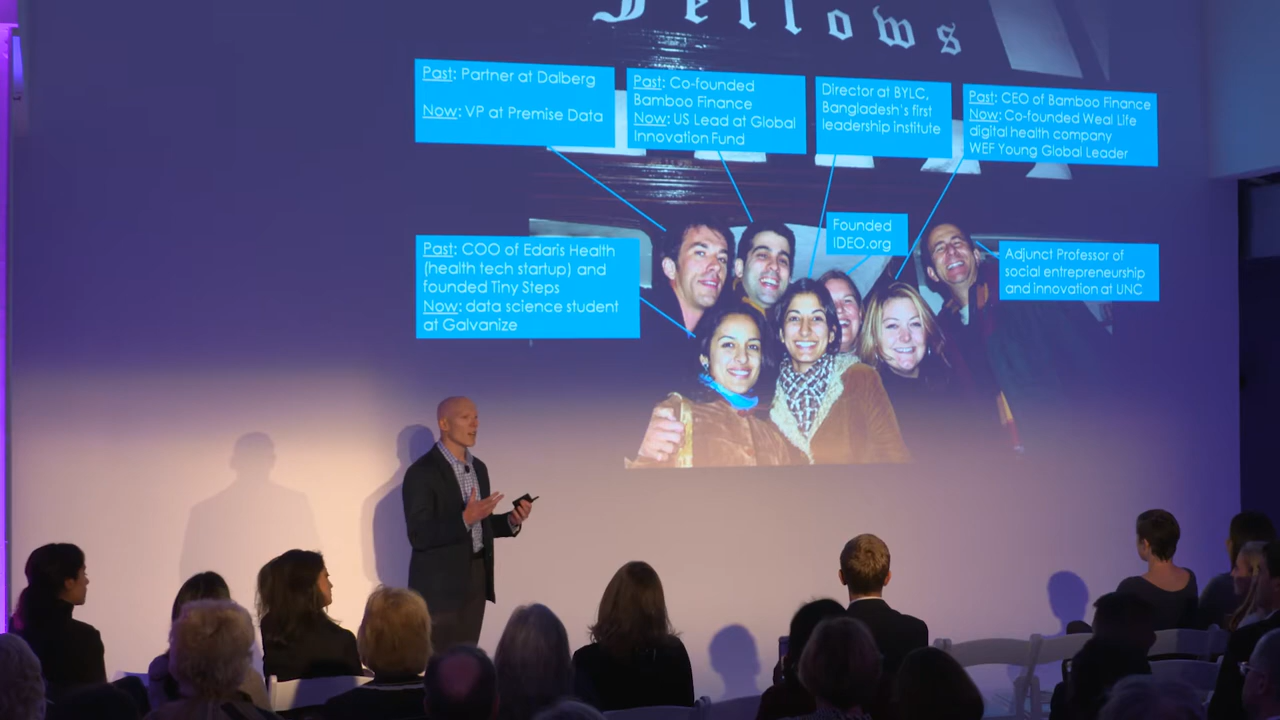 Fellows
Past: Partner at Dalberg
Now: VP at Premise Data
Past: Co-founded
Bamboo Finance
Now: US Lead at Global
Innovation Fund
Director at BYLC,
Bangladesh's first
leadership institute
Past: CEO of Bamboo Finance
Now: Co-founded Weal Life
digital health company
WEF Young Global Leader
Past: COO of Edaris Health
(health tech startup) and
founded Tiny Steps
Now: data science student
at Galvanize
Founded
IDEO.org
Adjunct Professor of
social entrepreneurship
and innovation at UNC